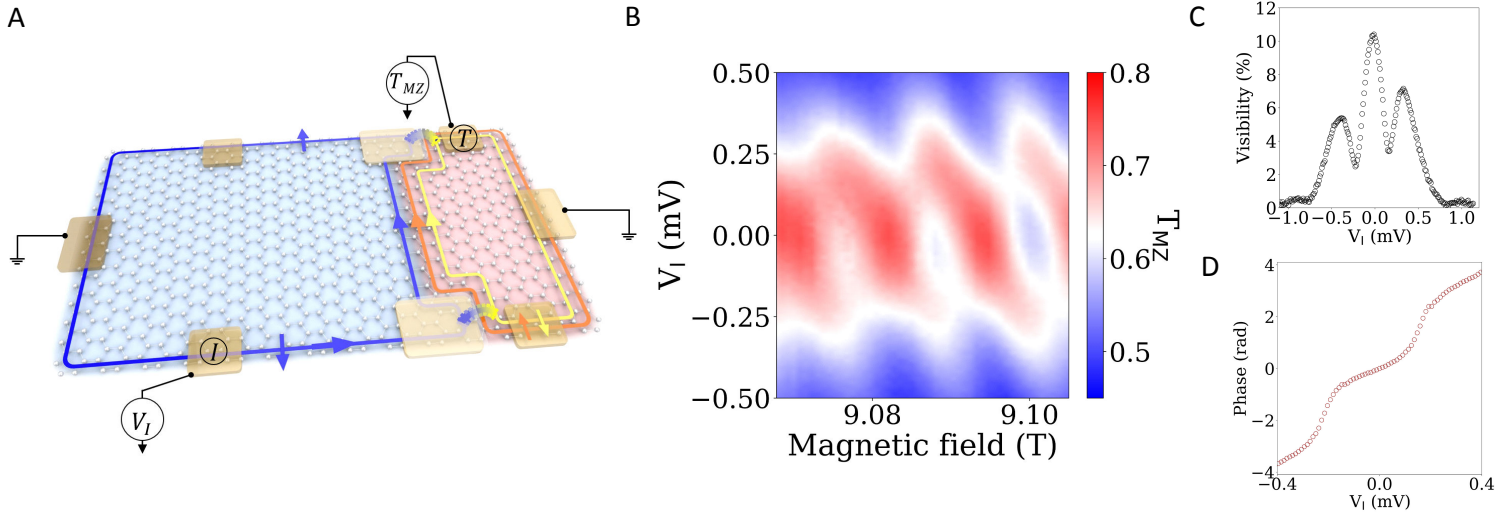 A
T_MZ
T
I
V_I
B
V_I (mV)
0.50
0.25
0.00
−0.25
−0.50
9.08
9.10
Magnetic field (T)
0.8
0.7
0.6
0.5
T_MZ
C
Visibility (%)
12
10
8
6
4
2
0
-1.0
−0.5
0.0
0.5
1.0
V_I (mV)
D
Phase (rad)
4
2
0
−2
−4
−0.4
0.0
0.4
V_I (mV)